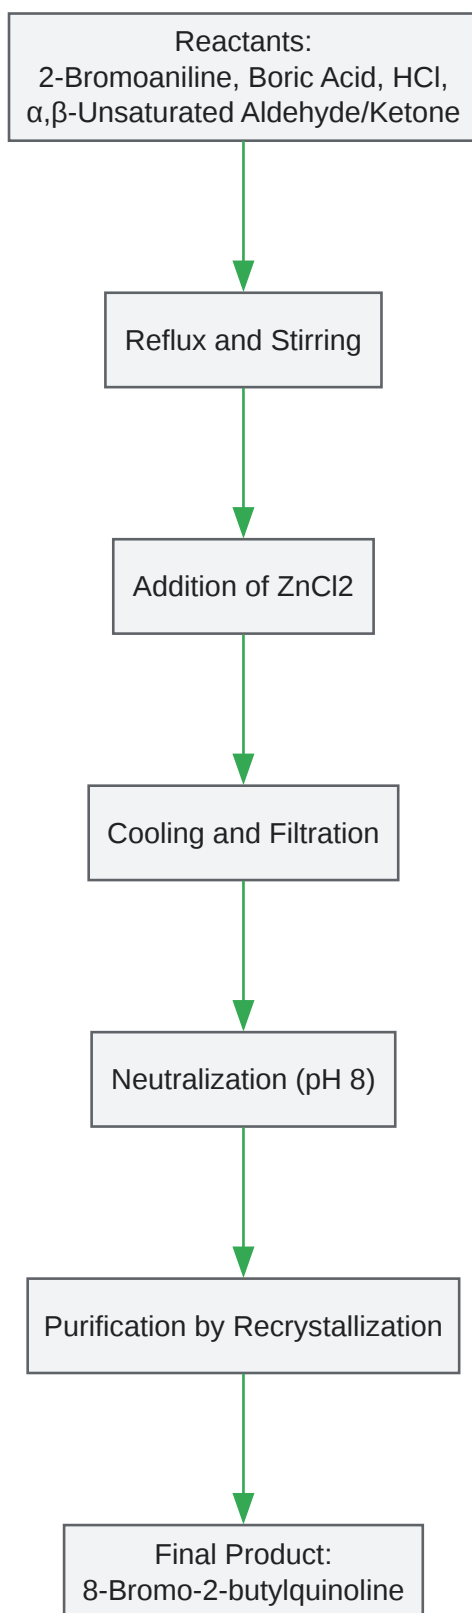 Reactants:
2-Bromoaniline, Boric Acid, HCl,
α,β-Unsaturated Aldehyde/Ketone
Reflux and Stirring
Addition of ZnCl2
Cooling and Filtration
Neutralization (pH 8)
Purification by Recrystallization
Final Product:
8-Bromo-2-butylquinoline